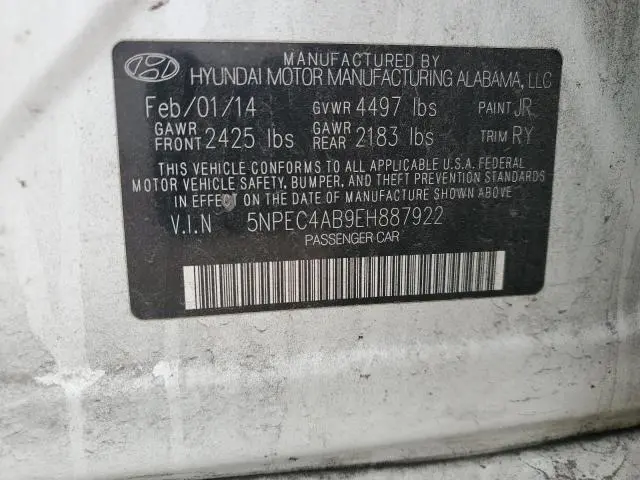 MANUFACTURED BY
HYUNDAI MOTOR MANUFACTURING ALABAMA, LLC
Feb/01/14 GVWR 4497 lbs PAINT JR
GAWR FRONT 2425 lbs GAWR REAR 2183 lbs TRIM RY
THIS VEHICLE CONFORMS TO ALL APPLICABLE U.S.A. FEDERAL
MOTOR VEHICLE SAFETY, BUMPER, AND THEFT PREVENTION STANDARDS
IN EFFECT ON THE DATE OF MANUFACTURE SHOWN ABOVE.
V.I.N 5NPEC4AB9EH887922
PASSENGER CAR